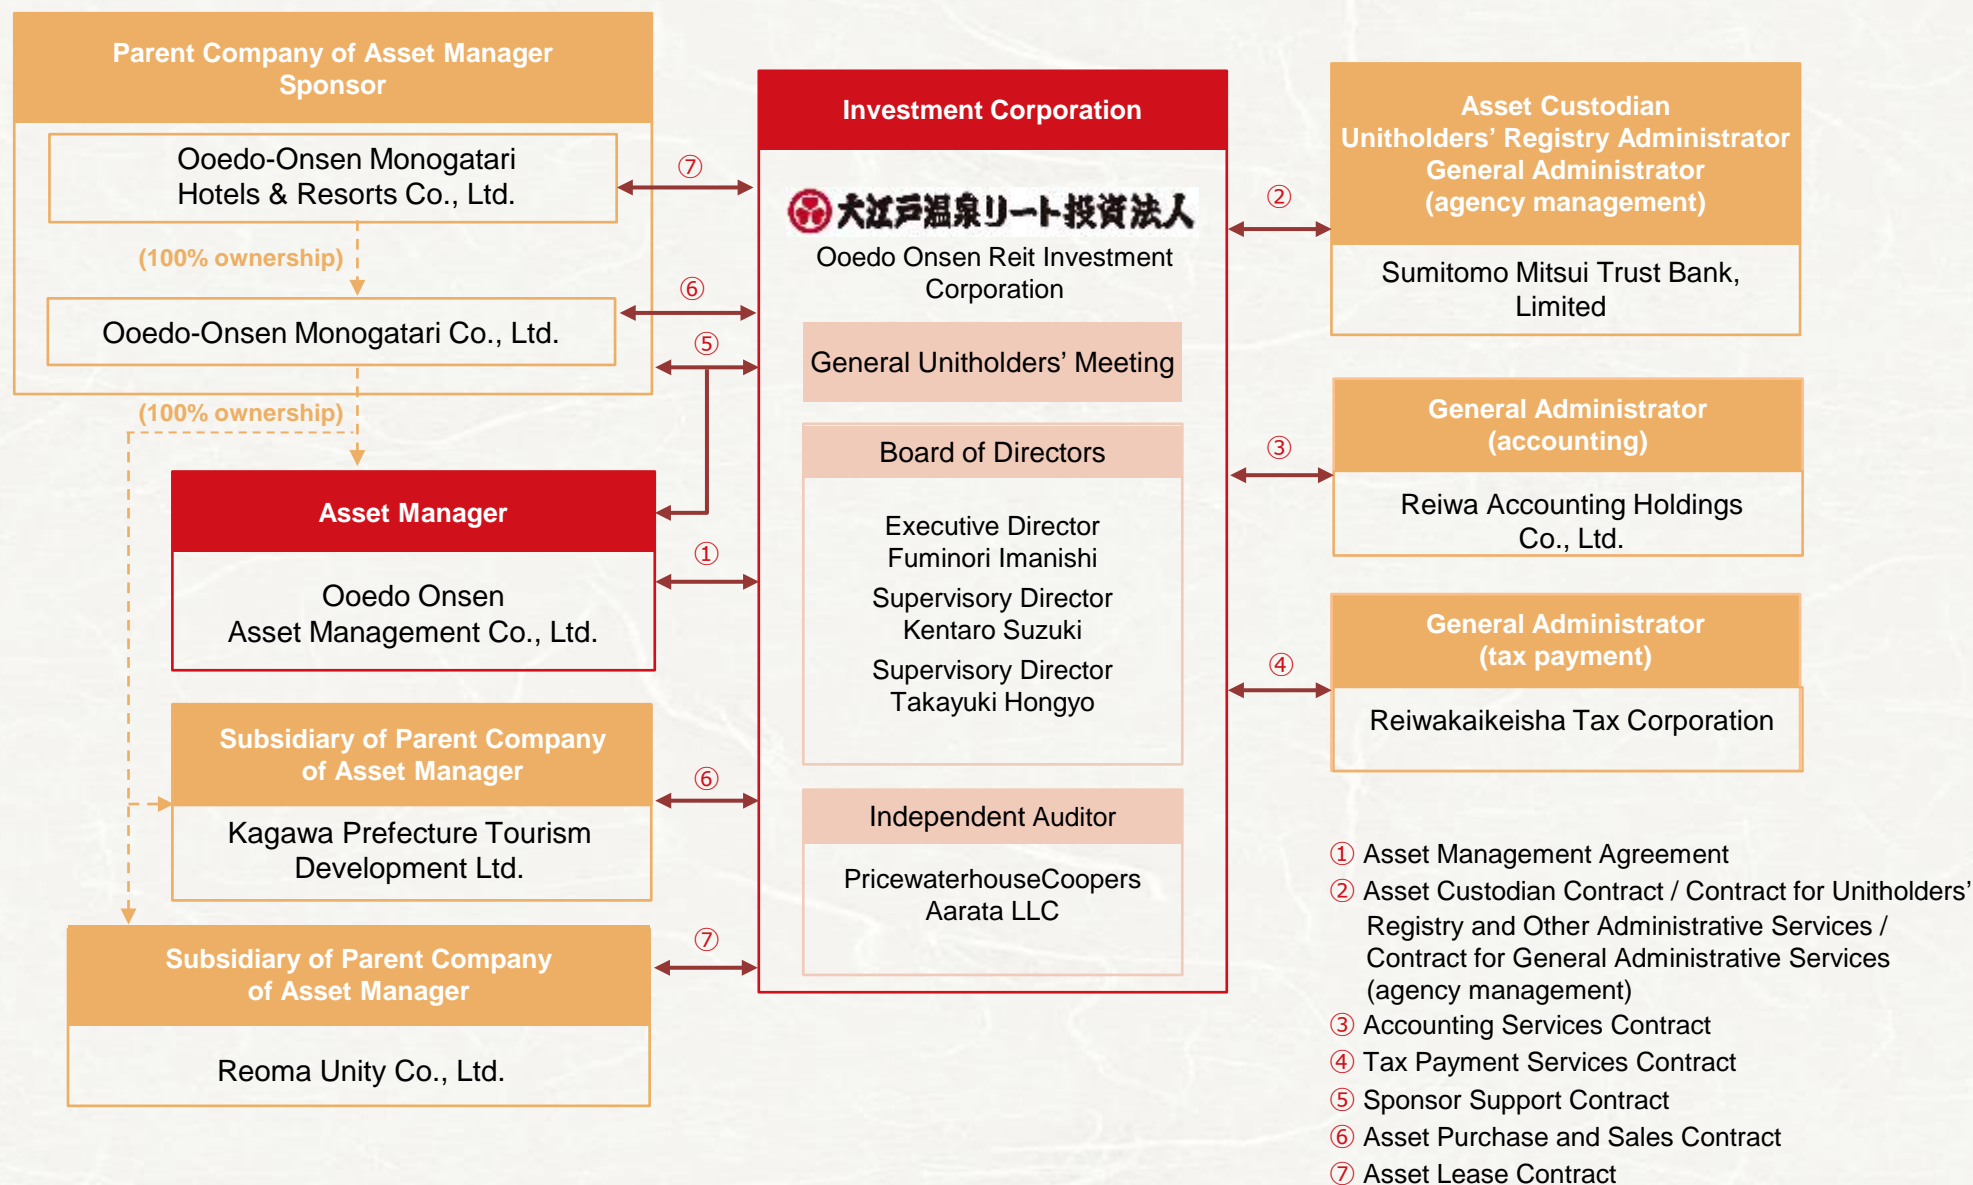 Parent Company of Asset Manager
Sponsor
Ooedo-Onsen Monogatari
Hotels & Resorts Co., Ltd.
(100% ownership)
Ooedo-Onsen Monogatari Co., Ltd.
(100% ownership)
Asset Manager
Ooedo Onsen
Asset Management Co., Ltd.
Subsidiary of Parent Company
of Asset Manager
Kagawa Prefecture Tourism
Development Ltd.
Subsidiary of Parent Company
of Asset Manager
Reoma Unity Co., Ltd.
⑦
⑥
⑤
①
⑥
⑦
Investment Corporation
大江戸温泉リート投資法人
Ooedo Onsen Reit Investment
Corporation
General Unitholders’ Meeting
Board of Directors
Executive Director
Fuminori Imanishi
Supervisory Director
Kentaro Suzuki
Supervisory Director
Takayuki Hongyo
Independent Auditor
PricewaterhouseCoopers
Aarata LLC
②
③
④
Asset Custodian
Unitholders’ Registry Administrator
General Administrator
(agency management)
Sumitomo Mitsui Trust Bank,
Limited
General Administrator
(accounting)
Reiwa Accounting Holdings
Co., Ltd.
General Administrator
(tax payment)
Reiwakaikeisha Tax Corporation
① Asset Management Agreement
② Asset Custodian Contract / Contract for Unitholders’
Registry and Other Administrative Services /
Contract for General Administrative Services
(agency management)
③ Accounting Services Contract
④ Tax Payment Services Contract
⑤ Sponsor Support Contract
⑥ Asset Purchase and Sales Contract
⑦ Asset Lease Contract